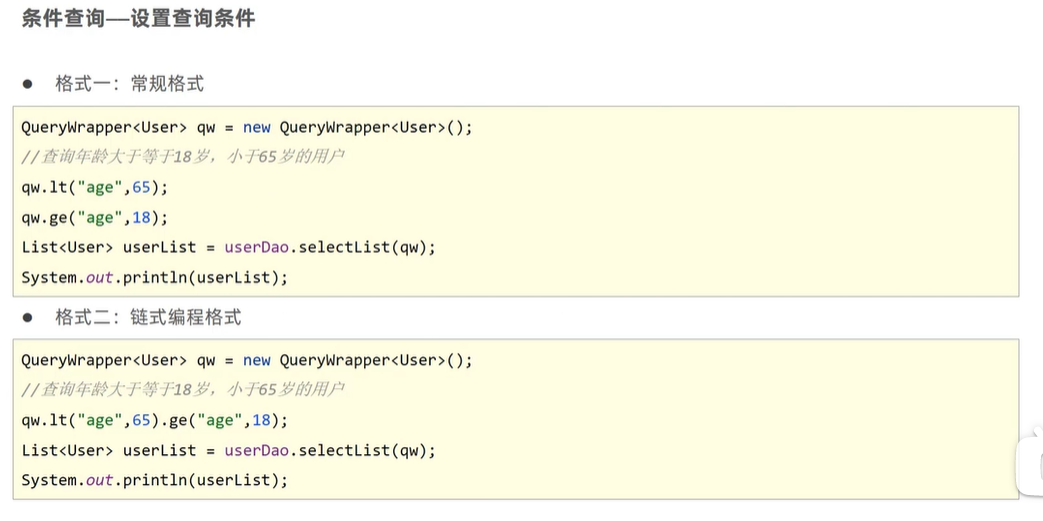 条件查询—设置查询条件
● 格式一：常规格式
QueryWrapper<User> qw = new QueryWrapper<User>();
//查询年龄大于等于18岁，小于65岁的用户
qw.lt("age",65);
qw.ge("age",18);
List<User> userList = userDao.selectList(qw);
System.out.println(userList);
● 格式二：链式编程格式
QueryWrapper<User> qw = new QueryWrapper<User>();
//查询年龄大于等于18岁，小于65岁的用户
qw.lt("age",65).ge("age",18);
List<User> userList = userDao.selectList(qw);
System.out.println(userList);